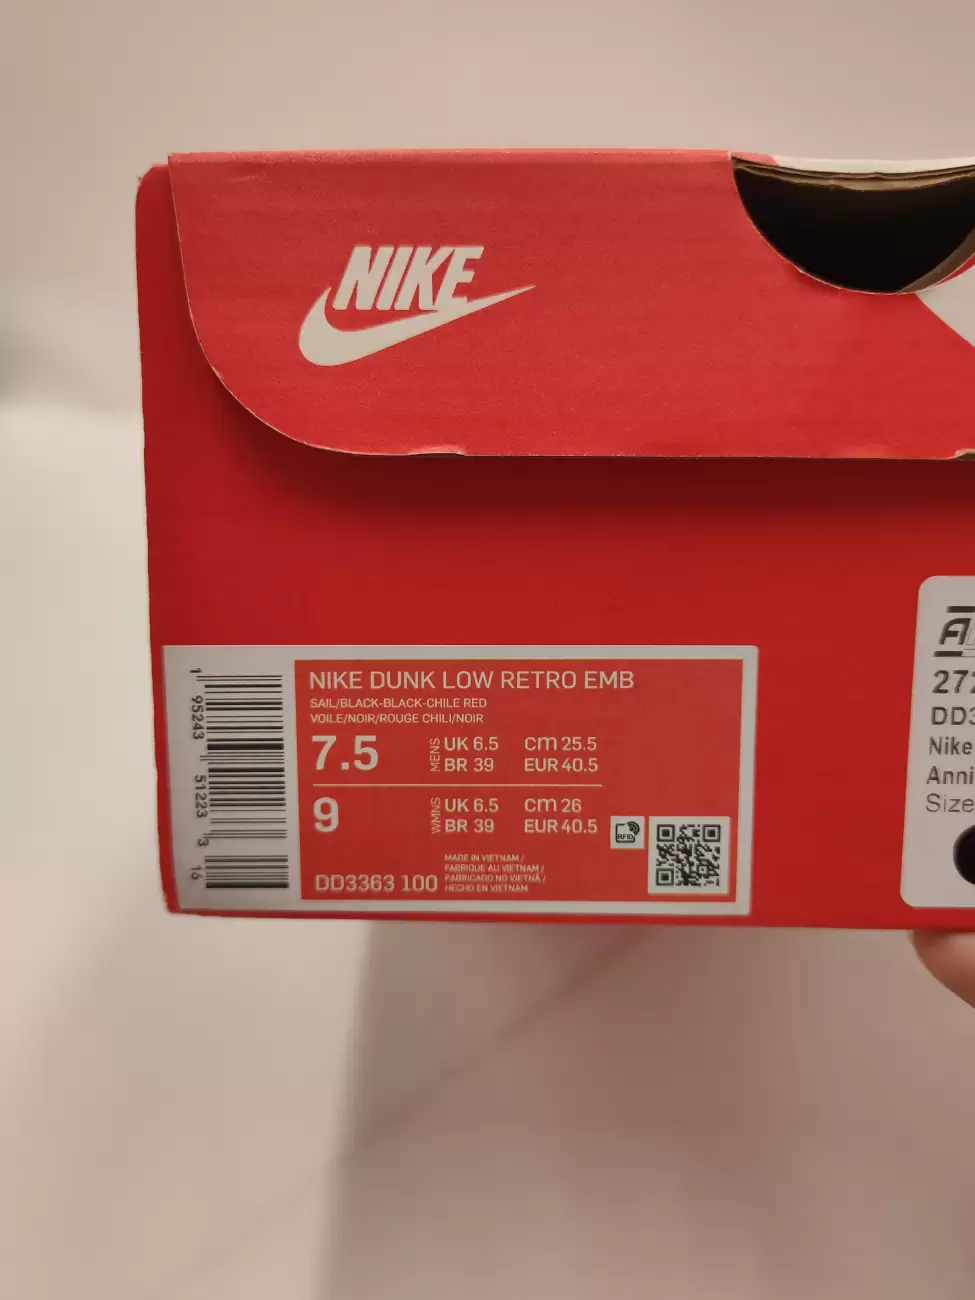 NIKE
NIKE DUNK LOW RETRO EMB
SAIL/BLACK-BLACK-CHILE RED
VOILE/NOIR/ROUGE CHILI/NOIR
7.5 MENS UK 6.5 cm 25.5
BR 39 EUR 40.5
9 WMNS UK 6.5 cm 26
BR 39 EUR 40.5
RFID
MADE IN VIETNAM /
FABRIQUE AU VIETNAM /
FABRICADO NO VIETNÃ /
HECHO EN VIETNAM
DD3363 100
1 95243 51223 3 16
272
DD3
Nike
Anni
Size